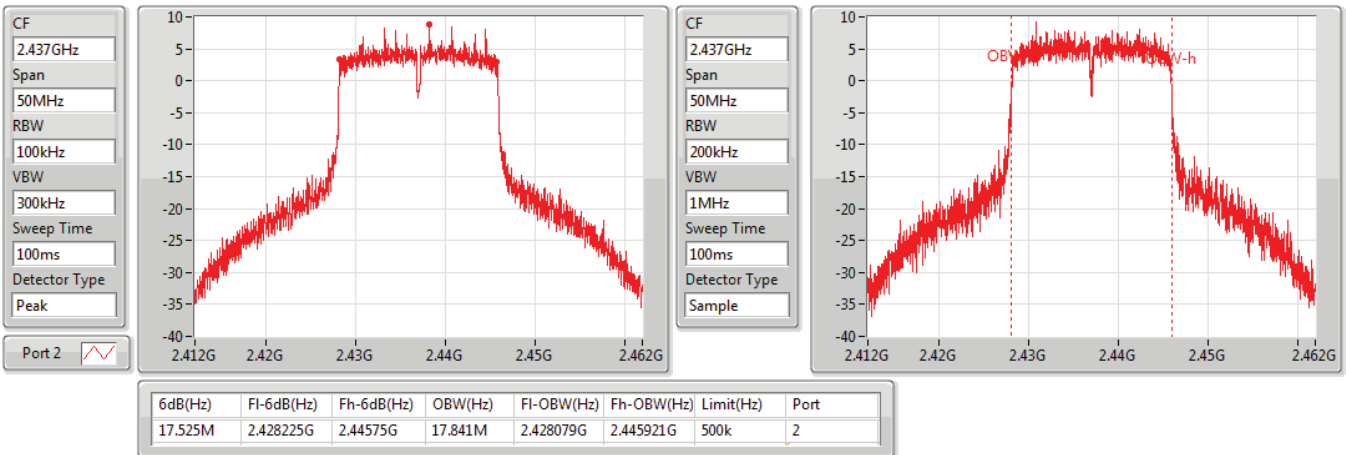 CF
2.437GHz
Span
50MHz
RBW
100kHz
VBW
300kHz
Sweep Time
100ms
Detector Type
Peak
Port 2
10
5
0
-5
-10
-15
-20
-25
-30
-35
-40
2.412G 2.42G 2.43G 2.44G 2.45G 2.462G
CF
2.437GHz
Span
50MHz
RBW
200kHz
VBW
1MHz
Sweep Time
100ms
Detector Type
Sample
10
5
0
-5
-10
-15
-20
-25
-30
-35
-40
2.412G 2.42G 2.43G 2.44G 2.45G 2.462G
6dB(Hz) Fl-6dB(Hz) Fh-6dB(Hz) OBW(Hz) Fl-OBW(Hz) Fh-OBW(Hz) Limit(Hz) Port
17.525M 2.428225G 2.44575G 17.841M 2.428079G 2.445921G 500k 2